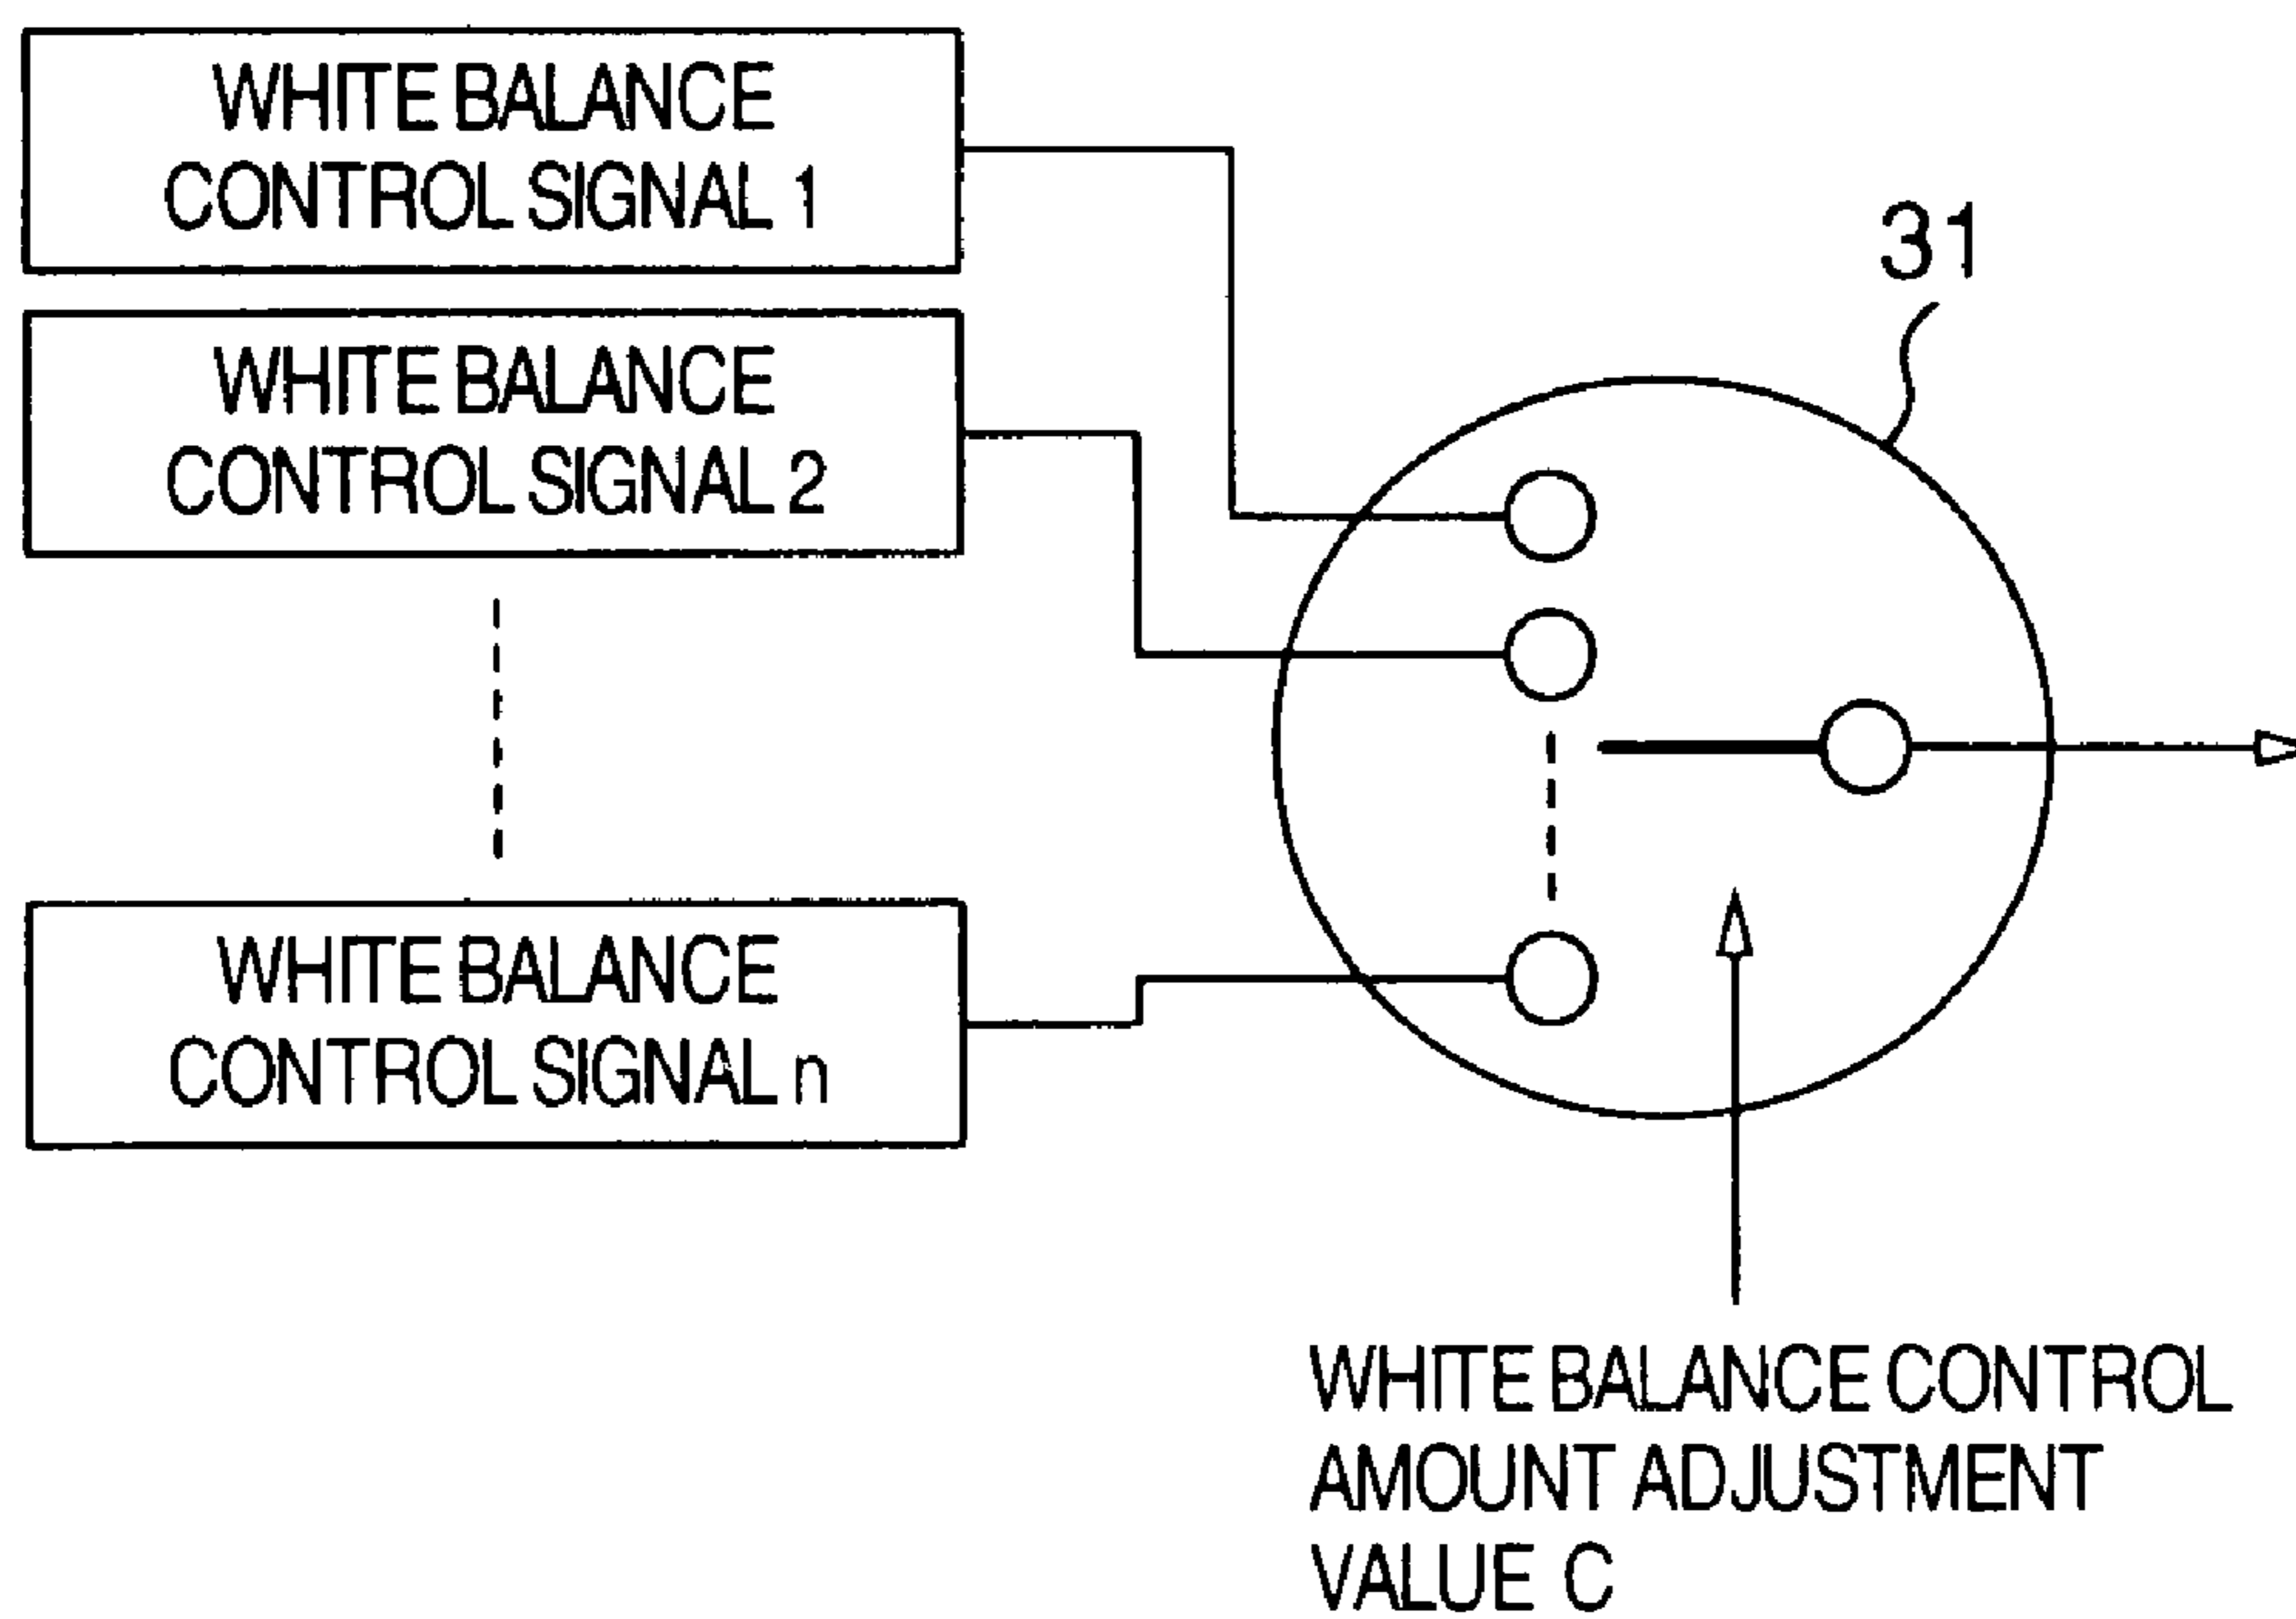 WHITE BALANCE
CONTROL SIGNAL 1
31
WHITE BALANCE
CONTROL SIGNAL 2
WHITE BALANCE
CONTROL SIGNAL n
WHITE BALANCE CONTROL
AMOUNT ADJUSTMENT
VALUE C